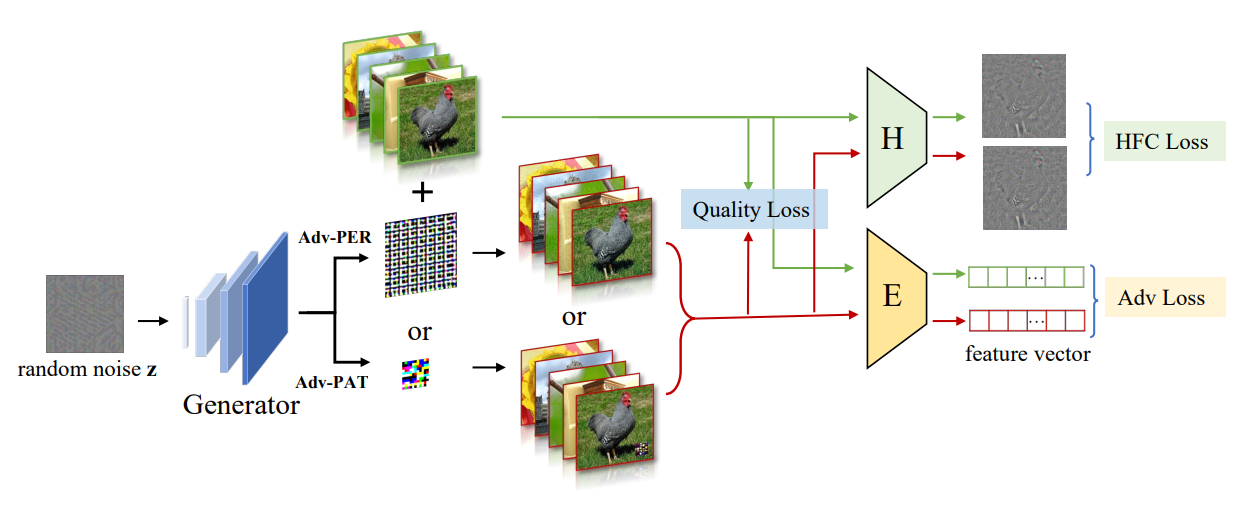 +
random noise z
Generator
Adv-PER
or
Adv-PAT
or
Quality Loss
H
E
...
...
feature vector
HFC Loss
Adv Loss